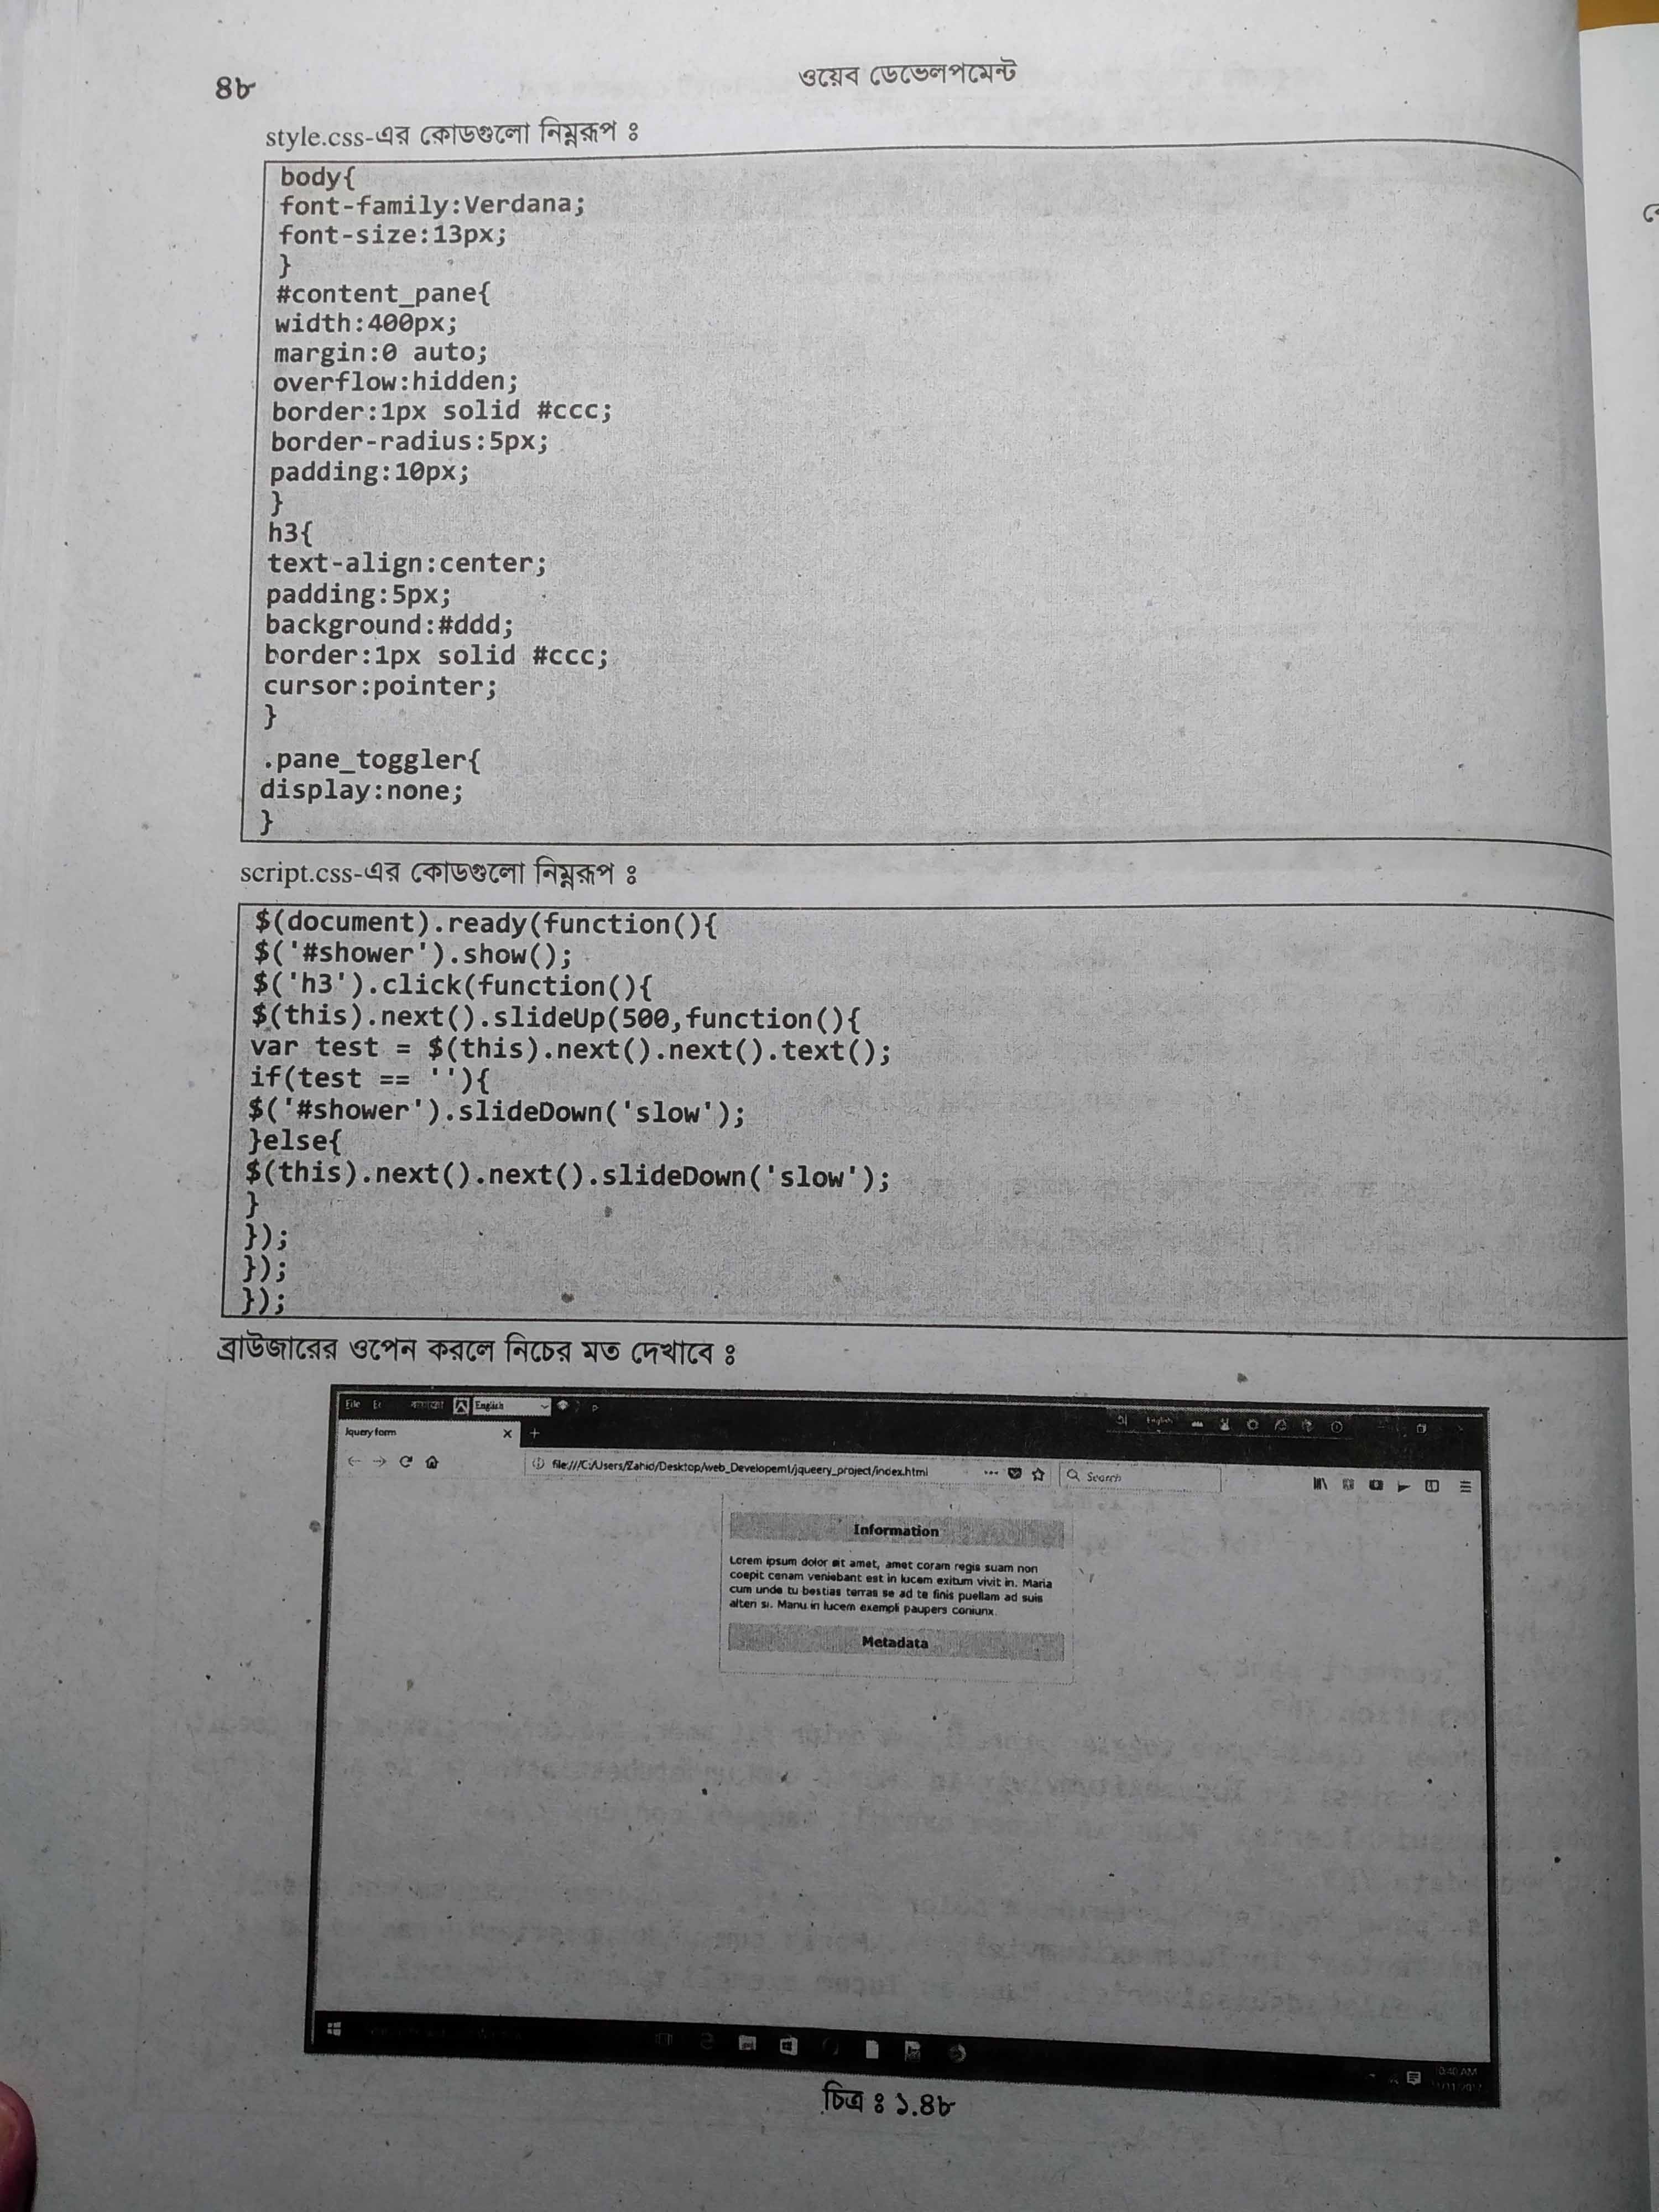 ৪৮
ওয়েব ডেভেলপমেন্ট
style.css-এর কোডগুলো নিম্নরূপ ঃ
body{
font-family:Verdana;
font-size:13px;
}
#content_pane{
width:400px;
margin:0 auto;
overflow:hidden;
border:1px solid #ccc;
border-radius:5px;
padding:10px;
}
h3{
text-align:center;
padding:5px;
background:#ddd;
border:1px solid #ccc;
cursor:pointer;
}
.pane_toggler{
display:none;
}
script.css-এর কোডগুলো নিম্নরূপ ঃ
$(document).ready(function(){
$('#shower').show();
$('h3').click(function(){
$(this).next().slideUp(500,function(){
var test = $(this).next().next().text();
if(test == ''){
$('#shower').slideDown('slow');
}else{
$(this).next().next().slideDown('slow');
}
});
});
});
ব্রাউজারের ওপেন করলে নিচের মত দেখাবে ঃ
File English
Jquery form
file:///C:/Users/Zahid/Desktop/web_Developemt/jqueery_project/index.html
Search
Information
Lorem ipsum dolor sit amet, amet coram regis suam non
coepit cenam veniebant est in lucem exitum vivit in. Maria
cum unde tu bestias terras se ad te finis puellam ad suis
alteri si. Manu in lucem exempli paupers coniunx.
Metadata
10:40 AM
চিত্র ঃ ১.৪৮